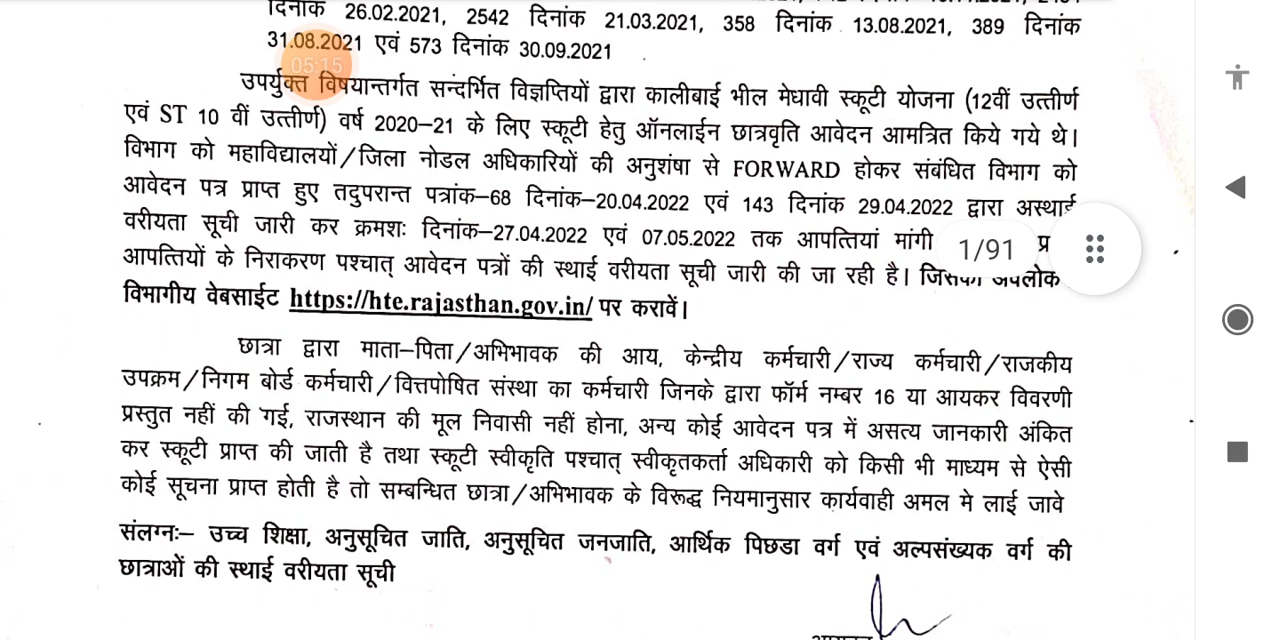 दिनांक 26.02.2021, 2542 दिनांक 21.03.2021, 358 दिनांक 13.08.2021, 389 दिनांक
31.08.2021 एवं 573 दिनांक 30.09.2021
05:15
उपर्युक्त विषयान्तर्गत सन्दर्भित विज्ञप्तियों द्वारा कालीबाई भील मेधावी स्कूटी योजना (12वीं उत्तीर्ण
एवं ST 10 वीं उत्तीर्ण) वर्ष 2020–21 के लिए स्कूटी हेतु ऑनलाईन छात्रवृति आवेदन आमत्रित किये गये थे।
विभाग को महाविद्यालयों/जिला नोडल अधिकारियों की अनुशंषा से FORWARD होकर संबंधित विभाग को
आवेदन पत्र प्राप्त हुए तदुपरान्त पत्रांक–68 दिनांक–20.04.2022 एवं 143 दिनांक 29.04.2022 द्वारा अस्थाई
वरीयता सूची जारी कर क्रमशः दिनांक–27.04.2022 एवं 07.05.2022 तक आपत्तियां मांगी
1/91
आपत्तियों के निराकरण पश्चात् आवेदन पत्रों की स्थाई वरीयता सूची जारी की जा रही है।
विभागीय वेबसाईट https://hte.rajasthan.gov.in/ पर करावें।
छात्रा द्वारा माता–पिता/अभिभावक की आय, केन्द्रीय कर्मचारी/राज्य कर्मचारी/राजकीय
उपक्रम/निगम बोर्ड कर्मचारी/वित्तपोषित संस्था का कर्मचारी जिनके द्वारा फॉर्म नम्बर 16 या आयकर विवरणी
प्रस्तुत नहीं की गई, राजस्थान की मूल निवासी नहीं होना, अन्य कोई आवेदन पत्र में असत्य जानकारी अंकित
कर स्कूटी प्राप्त की जाती है तथा स्कूटी स्वीकृति पश्चात् स्वीकृतकर्ता अधिकारी को किसी भी माध्यम से ऐसी
कोई सूचना प्राप्त होती है तो सम्बन्धित छात्रा/अभिभावक के विरूद्ध नियमानुसार कार्यवाही अमल मे लाई जावे
संलग्नः– उच्च शिक्षा, अनुसूचित जाति, अनुसूचित जनजाति, आर्थिक पिछडा वर्ग एवं अल्पसंख्यक वर्ग की
छात्राओं की स्थाई वरीयता सूची